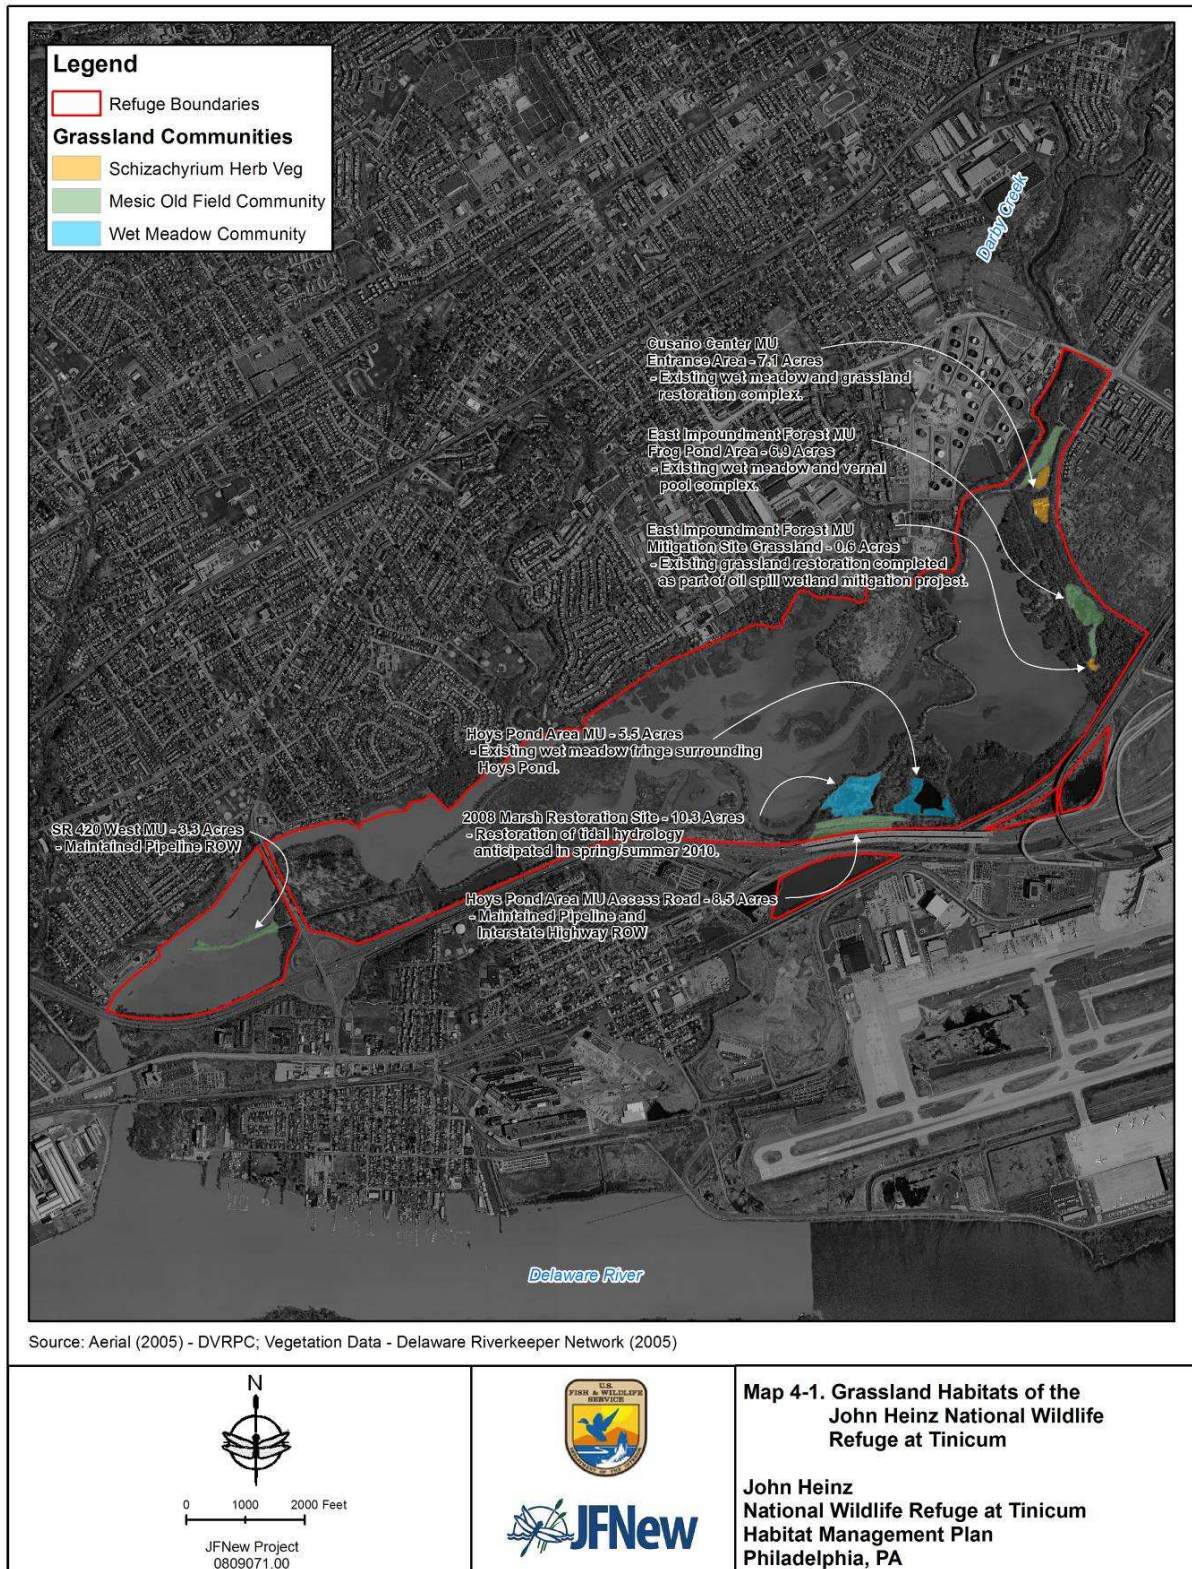 Legend
Refuge Boundaries
Grassland Communities
Schizachyrium Herb Veg
Mesic Old Field Community
Wet Meadow Community
Darby Creek
Cusano Center MU
Entrance Area - 7.1 Acres
- Existing wet meadow and grassland
restoration complex.
East Impoundment Forest MU
Frog Pond Area - 6.9 Acres
- Existing wet meadow and vernal
pool complex.
East Impoundment Forest MU
Mitigation Site Grassland - 0.6 Acres
- Existing grassland restoration completed
as part of oil spill wetland mitigation project.
Hoys Pond Area MU - 5.5 Acres
- Existing wet meadow fringe surrounding
Hoys Pond.
2008 Marsh Restoration Site - 10.3 Acres
- Restoration of tidal hydrology
anticipated in spring/summer 2010.
SR 420 West MU - 3.3 Acres
- Maintained Pipeline ROW
Hoys Pond Area MU Access Road - 8.5 Acres
- Maintained Pipeline and
Interstate Highway ROW
Delaware River
Source: Aerial (2005) - DVRPC; Vegetation Data - Delaware Riverkeeper Network (2005)
N
0 1000 2000 Feet
JFNew Project
0809071.00
U.S.
FISH & WILDLIFE
SERVICE
DEPARTMENT OF THE INTERIOR
JFNew
Map 4-1. Grassland Habitats of the
John Heinz National Wildlife
Refuge at Tinicum
John Heinz
National Wildlife Refuge at Tinicum
Habitat Management Plan
Philadelphia, PA